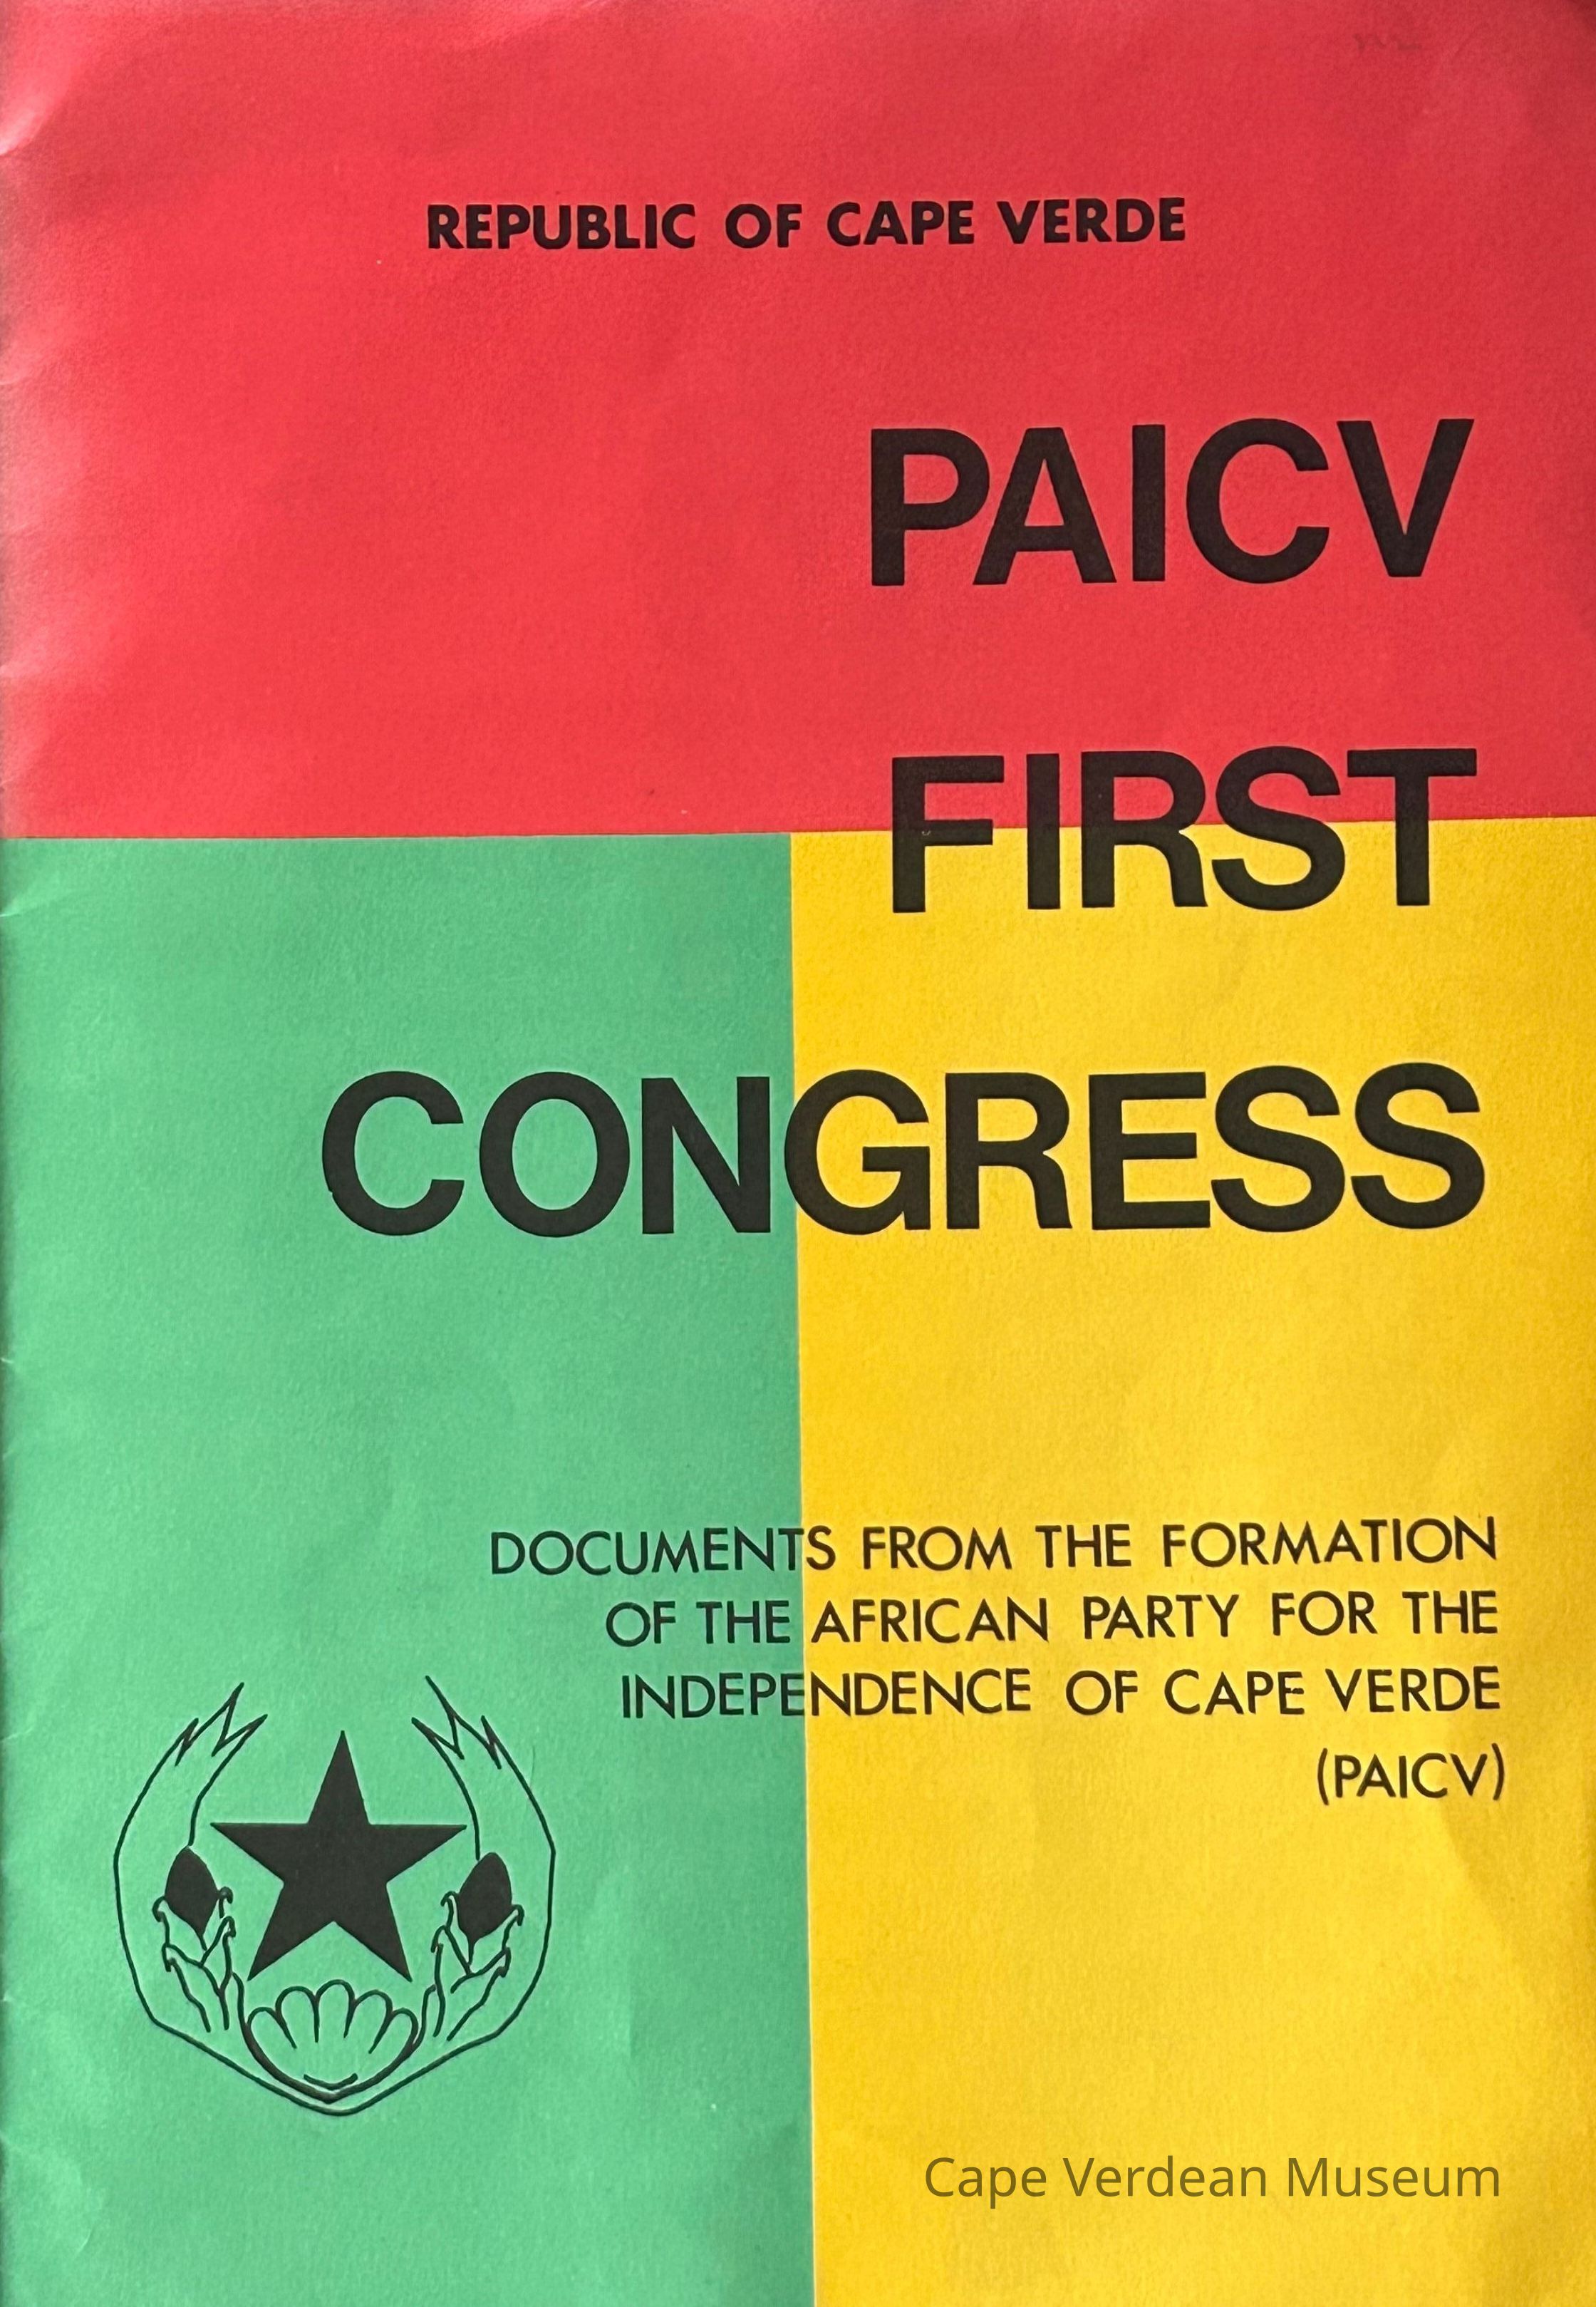 REPUBLIC OF CAPE VERDE
PAICV
FIRST
CONGRESS
DOCUMENTS FROM THE FORMATION
OF THE AFRICAN PARTY FOR THE
INDEPENDENCE OF CAPE VERDE
(PAICV)
Cape Verdean Museum